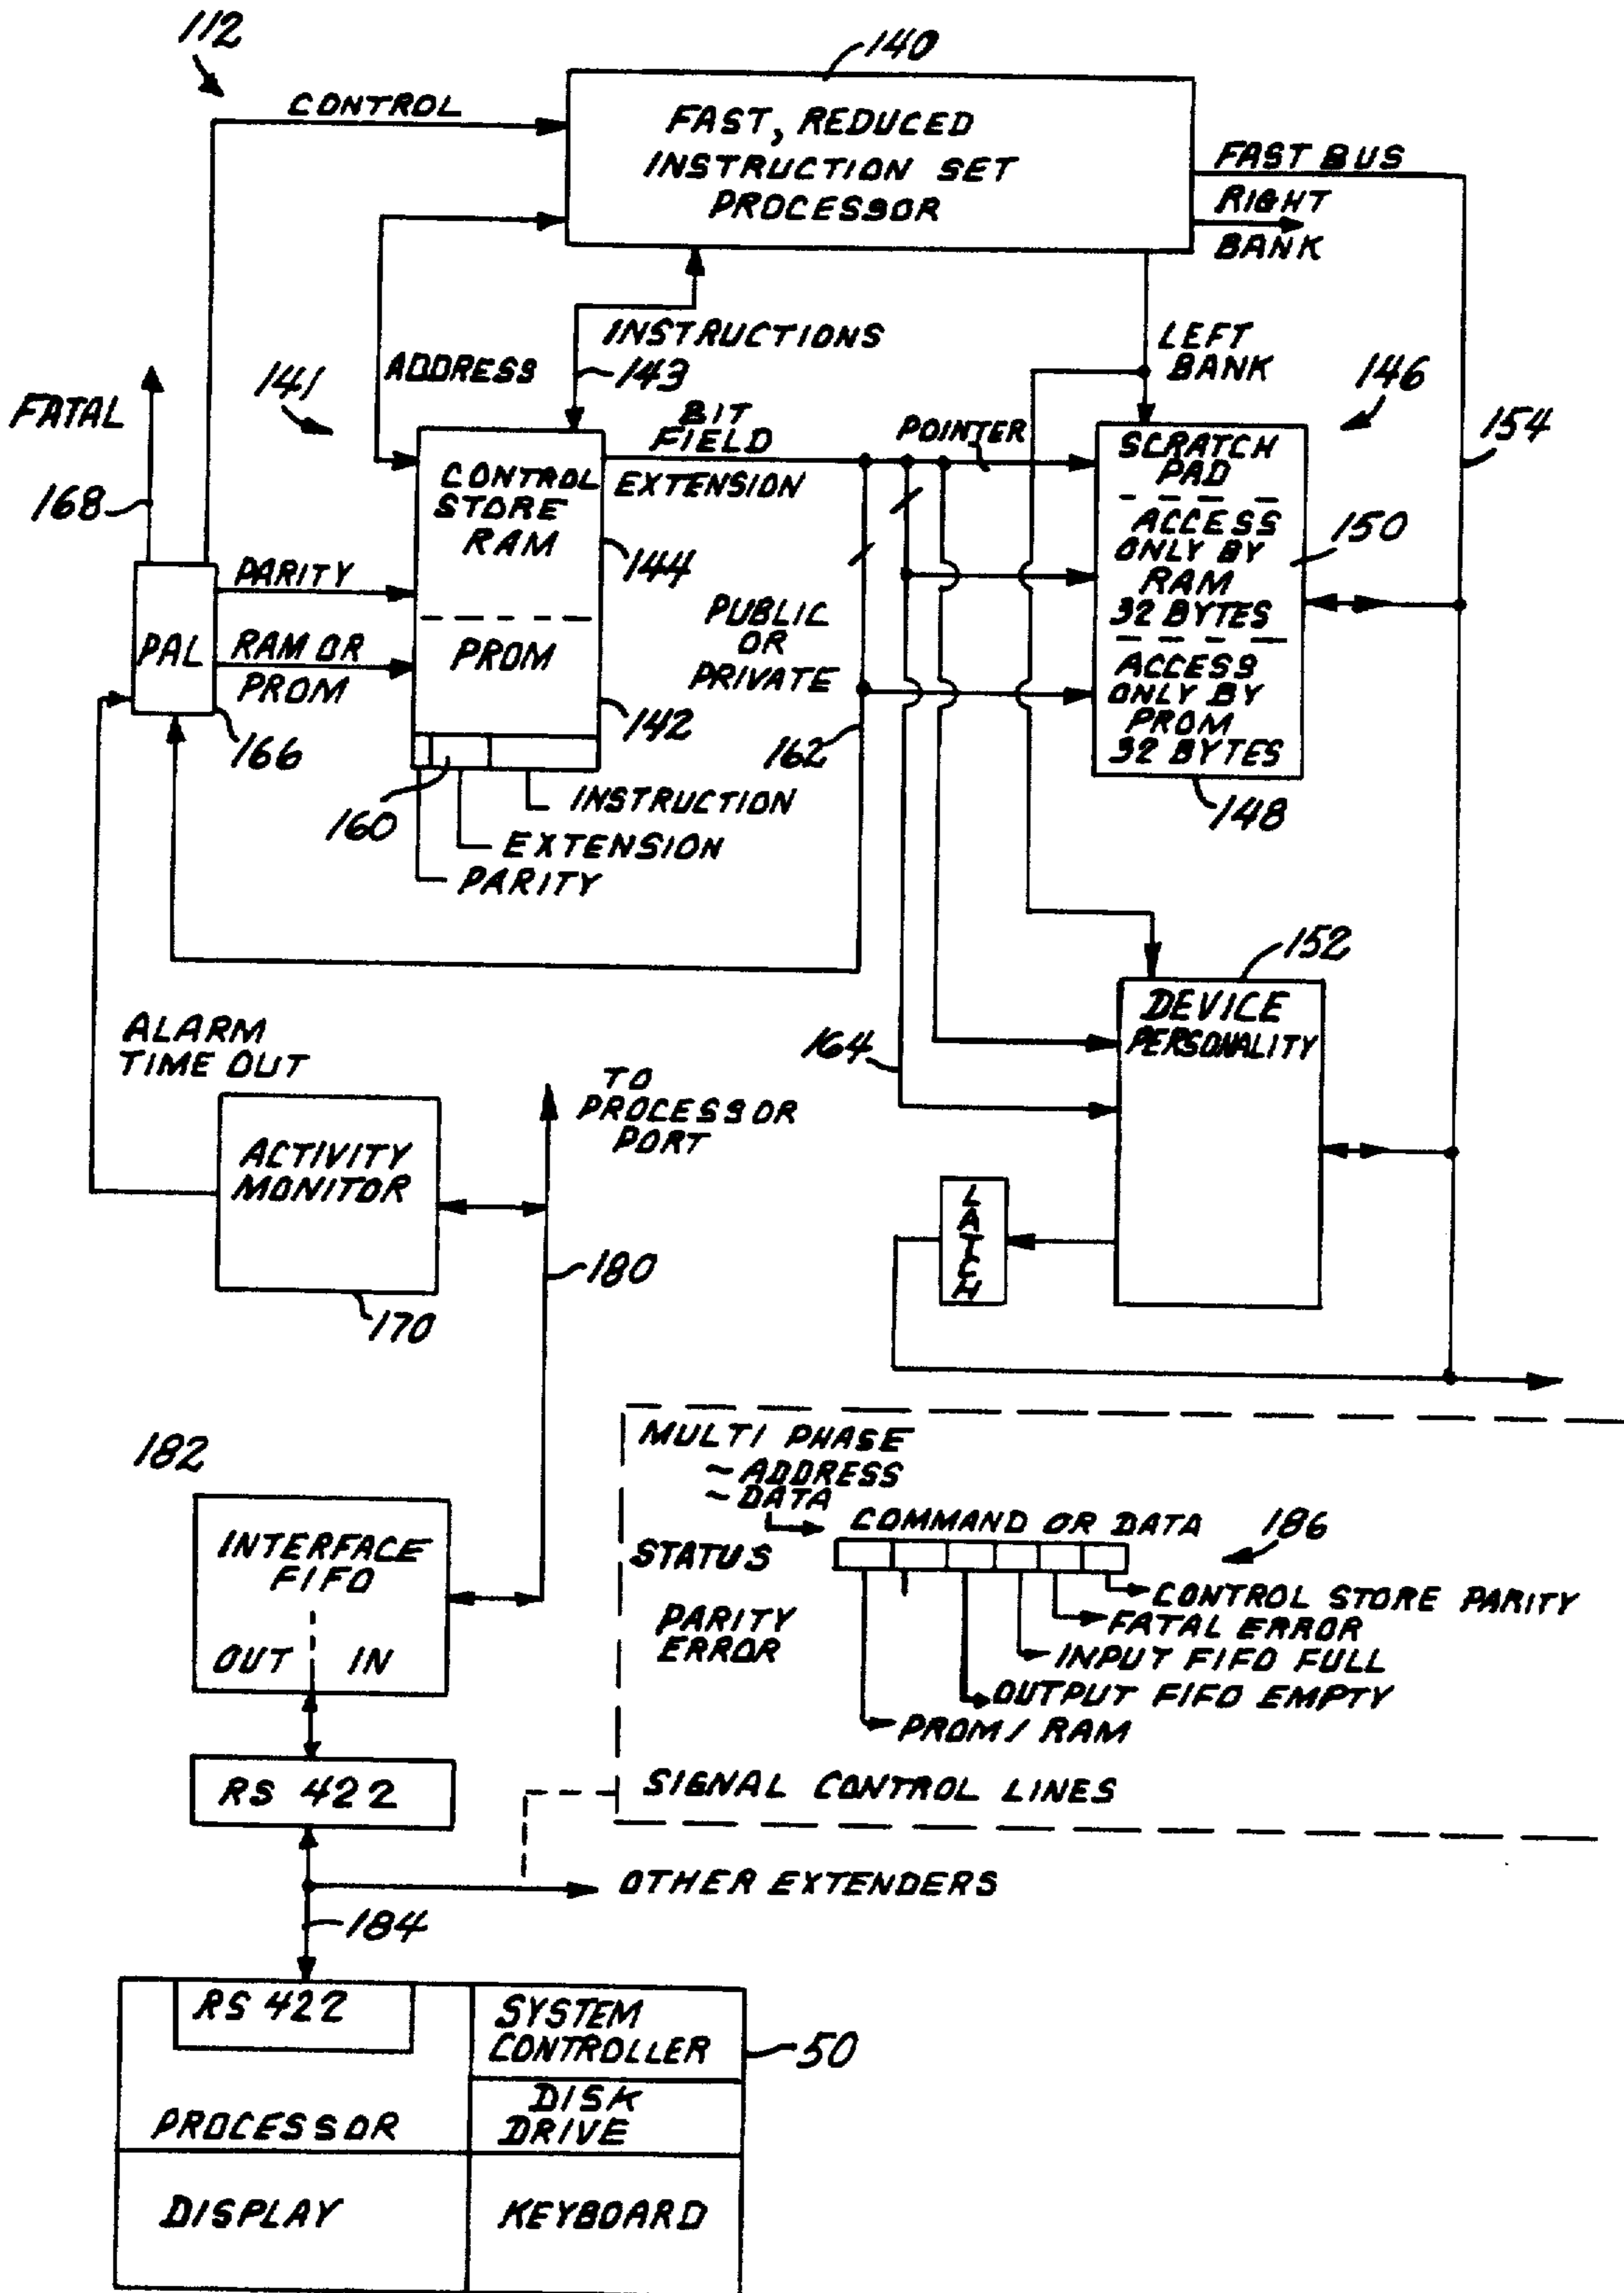 112
140
CONTROL
FAST, REDUCED
INSTRUCTION SET
PROCESSOR
FAST BUS
RIGHT
BANK
INSTRUCTIONS
LEFT
BANK
ADDRESS
143
141
146
154
FATAL
BIT
FIELD
EXTENSION
POINTER
SCRATCH
PAD
ACCESS
ONLY BY
RAM
32 BYTES
ACCESS
ONLY BY
PROM
32 BYTES
150
168
CONTROL
STORE
RAM
144
PARITY
PAL
RAM OR
PROM
PROM
PUBLIC
OR
PRIVATE
142
162
166
148
160
INSTRUCTION
EXTENSION
PARITY
152
DEVICE
PERSONALITY
164
ALARM
TIME OUT
TO
PROCESSOR
PORT
ACTIVITY
MONITOR
LATCH
180
170
MULTI PHASE
~ADDRESS
~DATA
182
COMMAND OR DATA
186
STATUS
INTERFACE
FIFO
OUT IN
CONTROL STORE PARITY
PARITY
ERROR
FATAL ERROR
INPUT FIFO FULL
OUTPUT FIFO EMPTY
PROM / RAM
RS 422
SIGNAL CONTROL LINES
OTHER EXTENDERS
184
RS 422
SYSTEM
CONTROLLER
50
PROCESSOR
DISK
DRIVE
DISPLAY
KEYBOARD